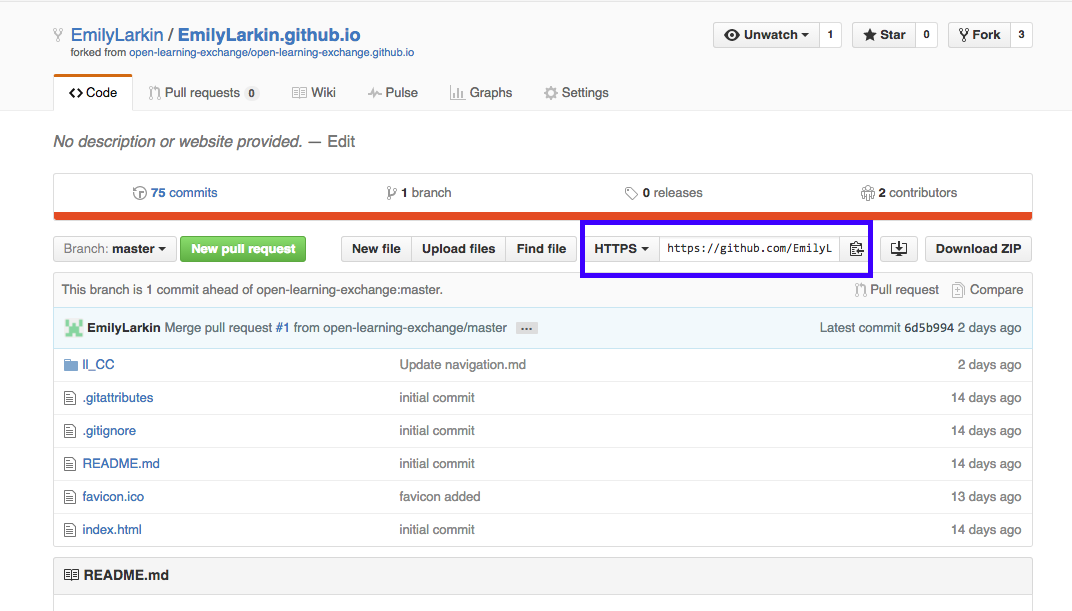 EmilyLarkin / EmilyLarkin.github.io
Unwatch 1 Star 0 Fork 3
forked from open-learning-exchange/open-learning-exchange.github.io
Code Pull requests 0 Wiki Pulse Graphs Settings
No description or website provided. — Edit
75 commits 1 branch 0 releases 2 contributors
Branch: master New pull request New file Upload files Find file HTTPS https://github.com/EmilyL Download ZIP
This branch is 1 commit ahead of open-learning-exchange:master. Pull request Compare
EmilyLarkin Merge pull request #1 from open-learning-exchange/master ... Latest commit 6d5b994 2 days ago
ll_CC Update navigation.md 2 days ago
.gitattributes initial commit 14 days ago
.gitignore initial commit 14 days ago
README.md initial commit 14 days ago
favicon.ico favicon added 13 days ago
index.html initial commit 14 days ago
README.md